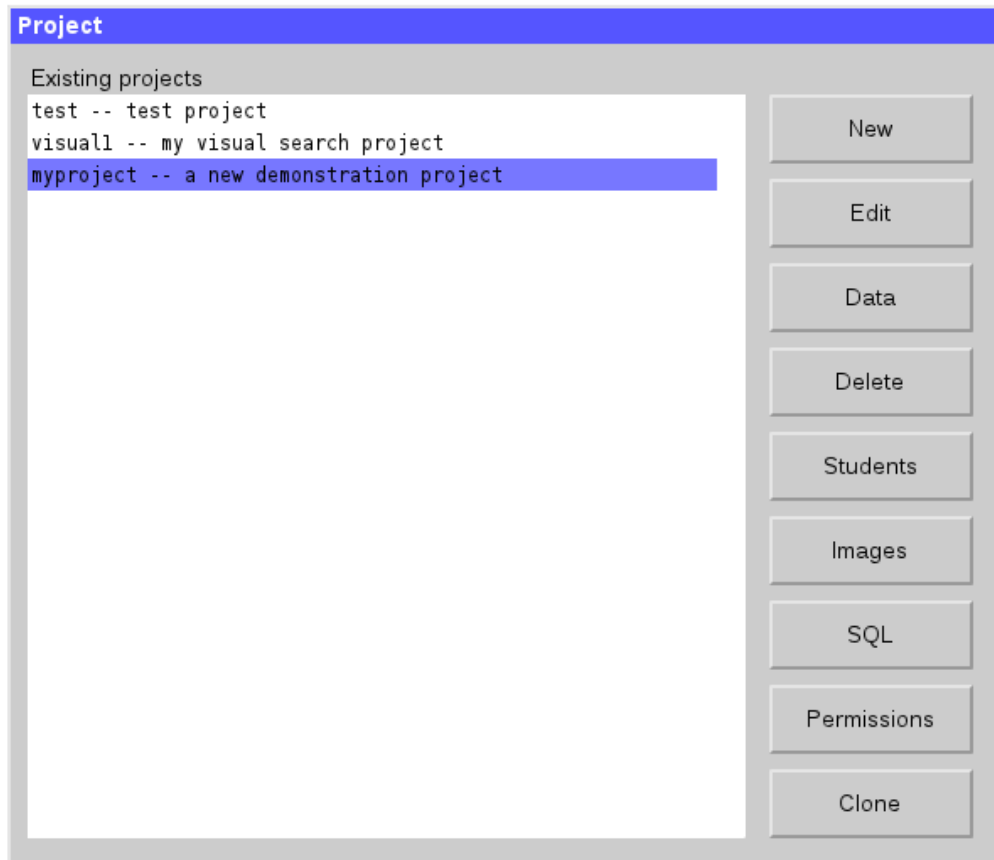 Project
Existing projects
test -- test project
visual1 -- my visual search project
myproject -- a new demonstration project
New
Edit
Data
Delete
Students
Images
SQL
Permissions
Clone